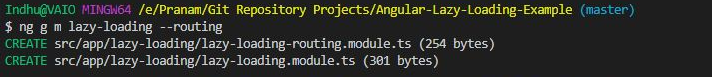 Indhu@VAIO MINGW64 /e/Pranam/Git Repository Projects/Angular-Lazy-Loading-Example (master)
$ ng g m lazy-loading --routing
CREATE src/app/lazy-loading/lazy-loading-routing.module.ts (254 bytes)
CREATE src/app/lazy-loading/lazy-loading.module.ts (301 bytes)